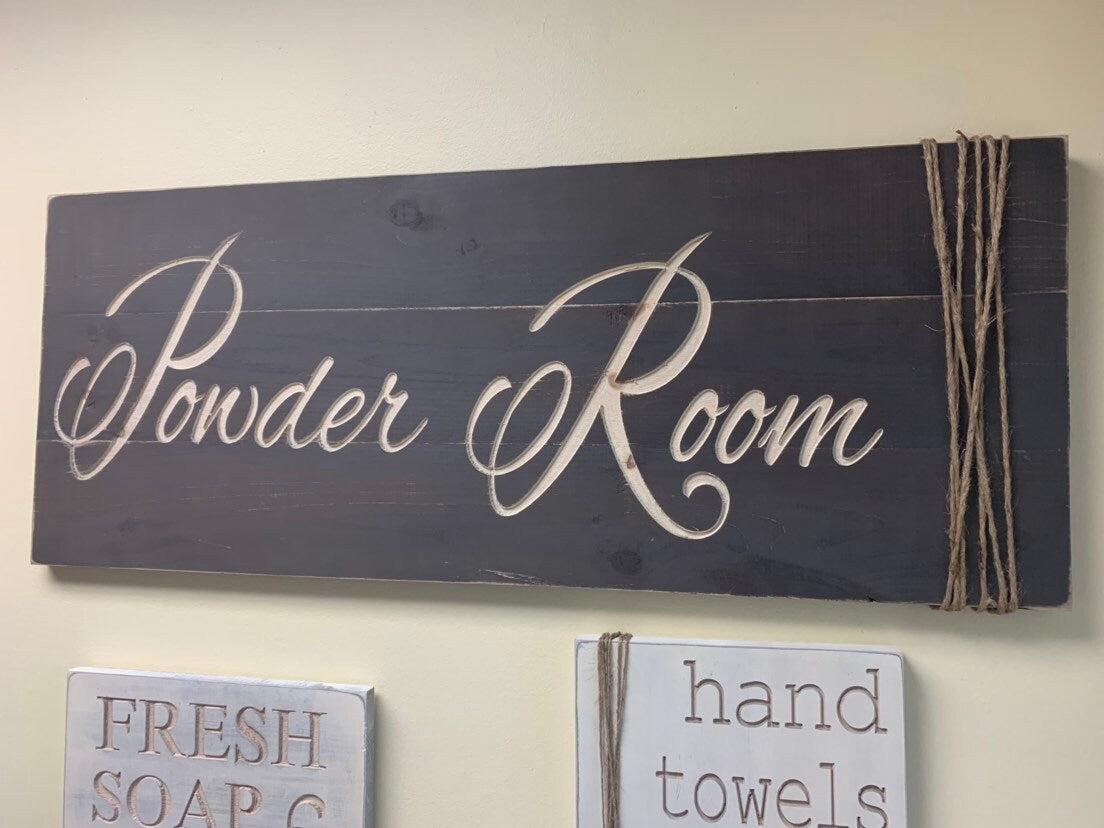 Powder Room
FRESH
SOAP
hand
towels